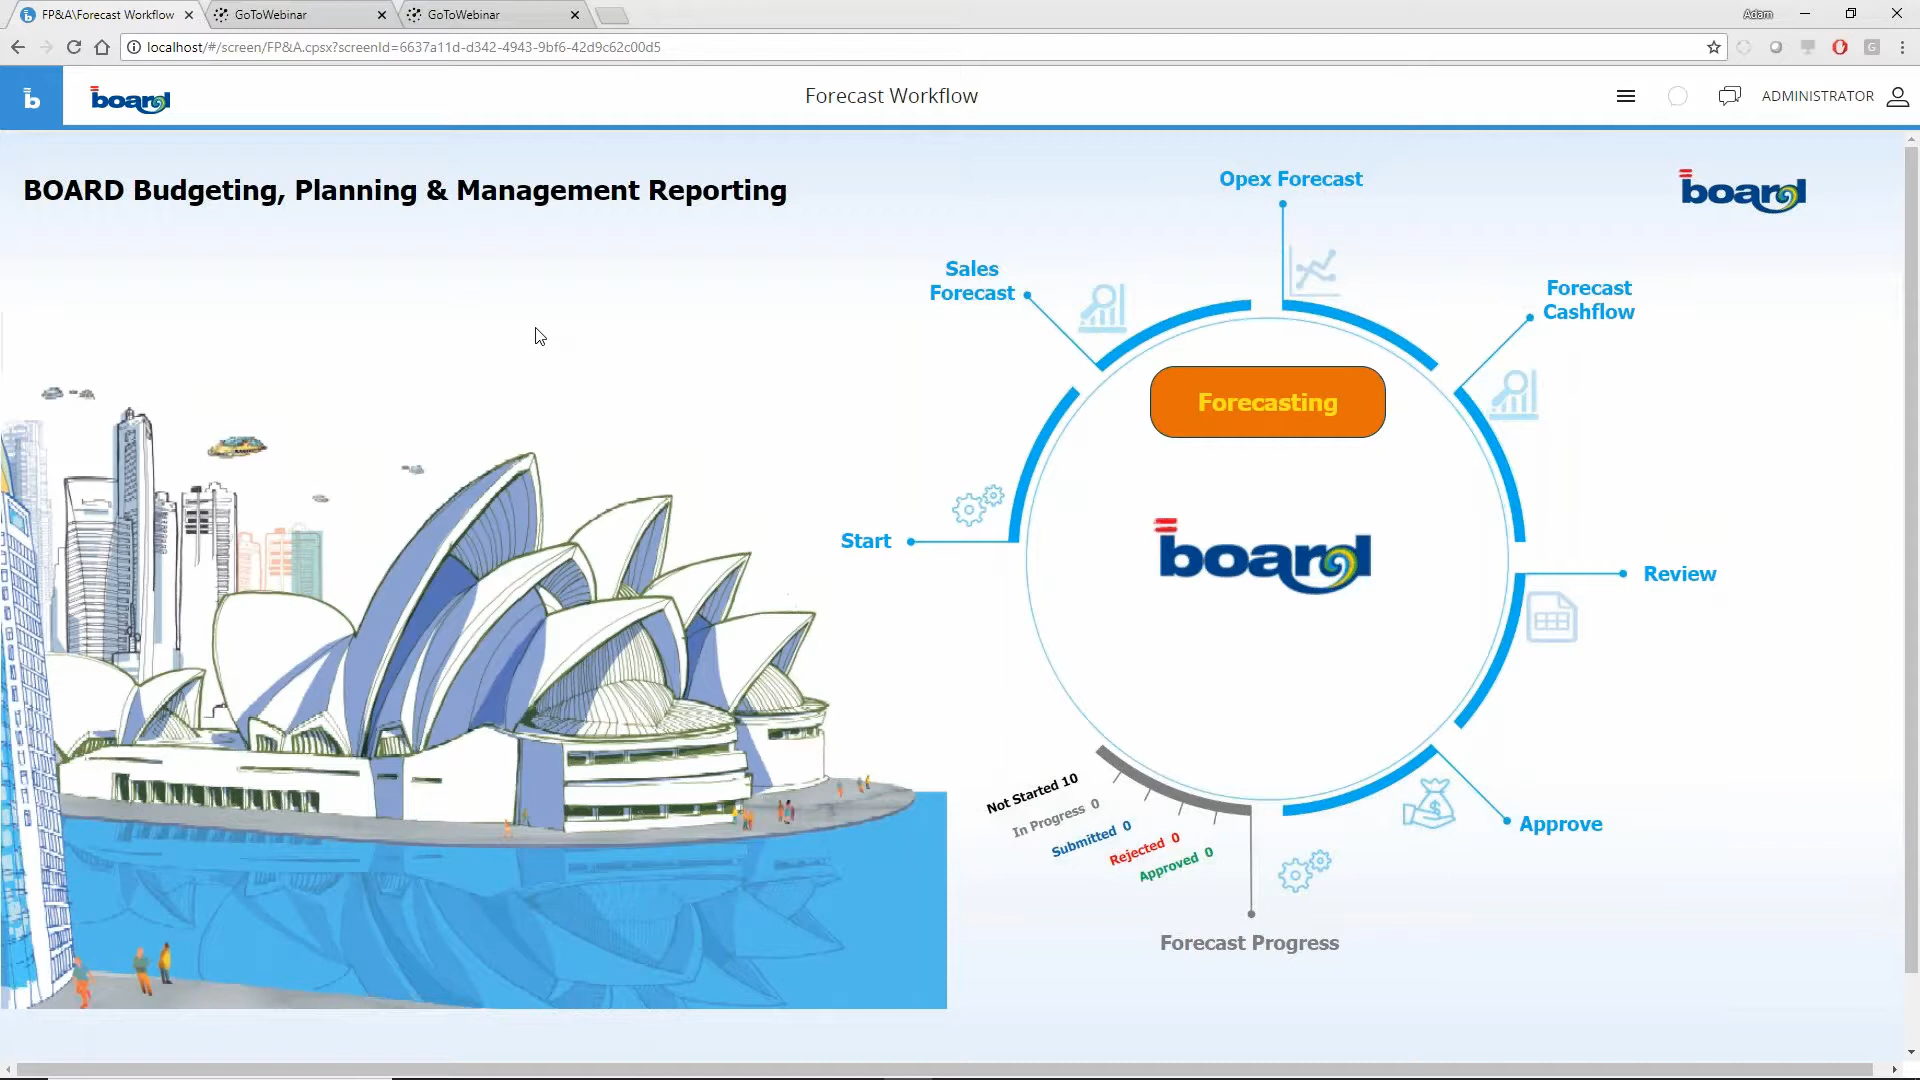 FP&A\Forecast Workflow
GoToWebinar
GoToWebinar
Adam
localhost/#/screen/FP&A.cpsx?screenId=6637a11d-d342-4943-9bf6-42d9c62c00d5
b
board
Forecast Workflow
ADMINISTRATOR
BOARD Budgeting, Planning & Management Reporting
Opex Forecast
board
Sales
Forecast
Forecast
Cashflow
Forecasting
Start
board
Review
Not Started 10
In Progress 0
Submitted 0
Rejected 0
Approved 0
Approve
Forecast Progress